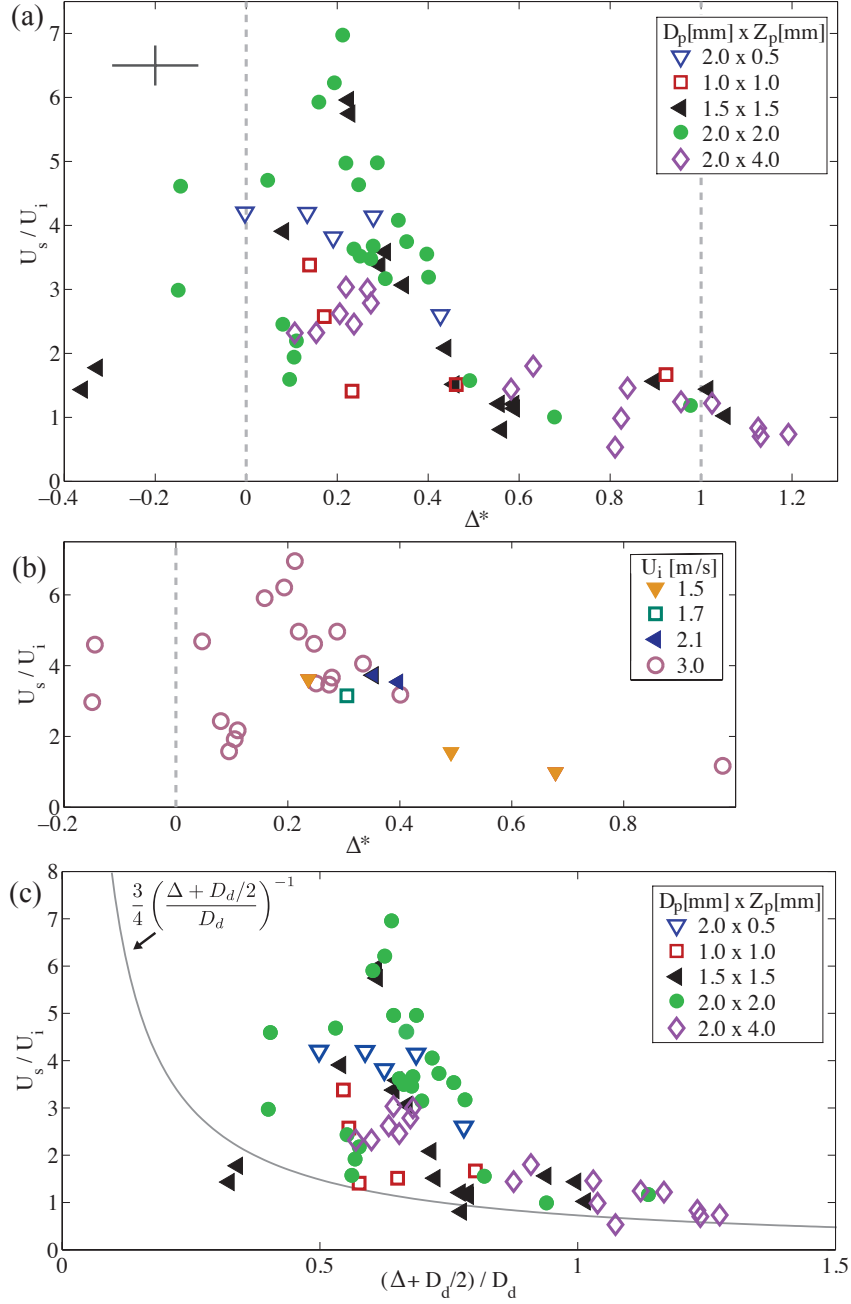 (a)
7
6
5
4
3
2
1
0
U_s / U_i
D_p[mm] x Z_p[mm]
2.0 x 0.5
1.0 x 1.0
1.5 x 1.5
2.0 x 2.0
2.0 x 4.0
−0.4 −0.2 0 0.2 0.4 0.6 0.8 1 1.2
Δ*
(b)
6
4
2
0
U_s / U_i
U_i [m/s]
1.5
1.7
2.1
3.0
−0.2 0 0.2 0.4 0.6 0.8
Δ*
(c)
8
7
6
5
4
3
2
1
0
U_s / U_i
3/4 ((Δ + D_d/2)/D_d)^−1
D_p[mm] x Z_p[mm]
2.0 x 0.5
1.0 x 1.0
1.5 x 1.5
2.0 x 2.0
2.0 x 4.0
0 0.5 1 1.5
(Δ + D_d/2) / D_d